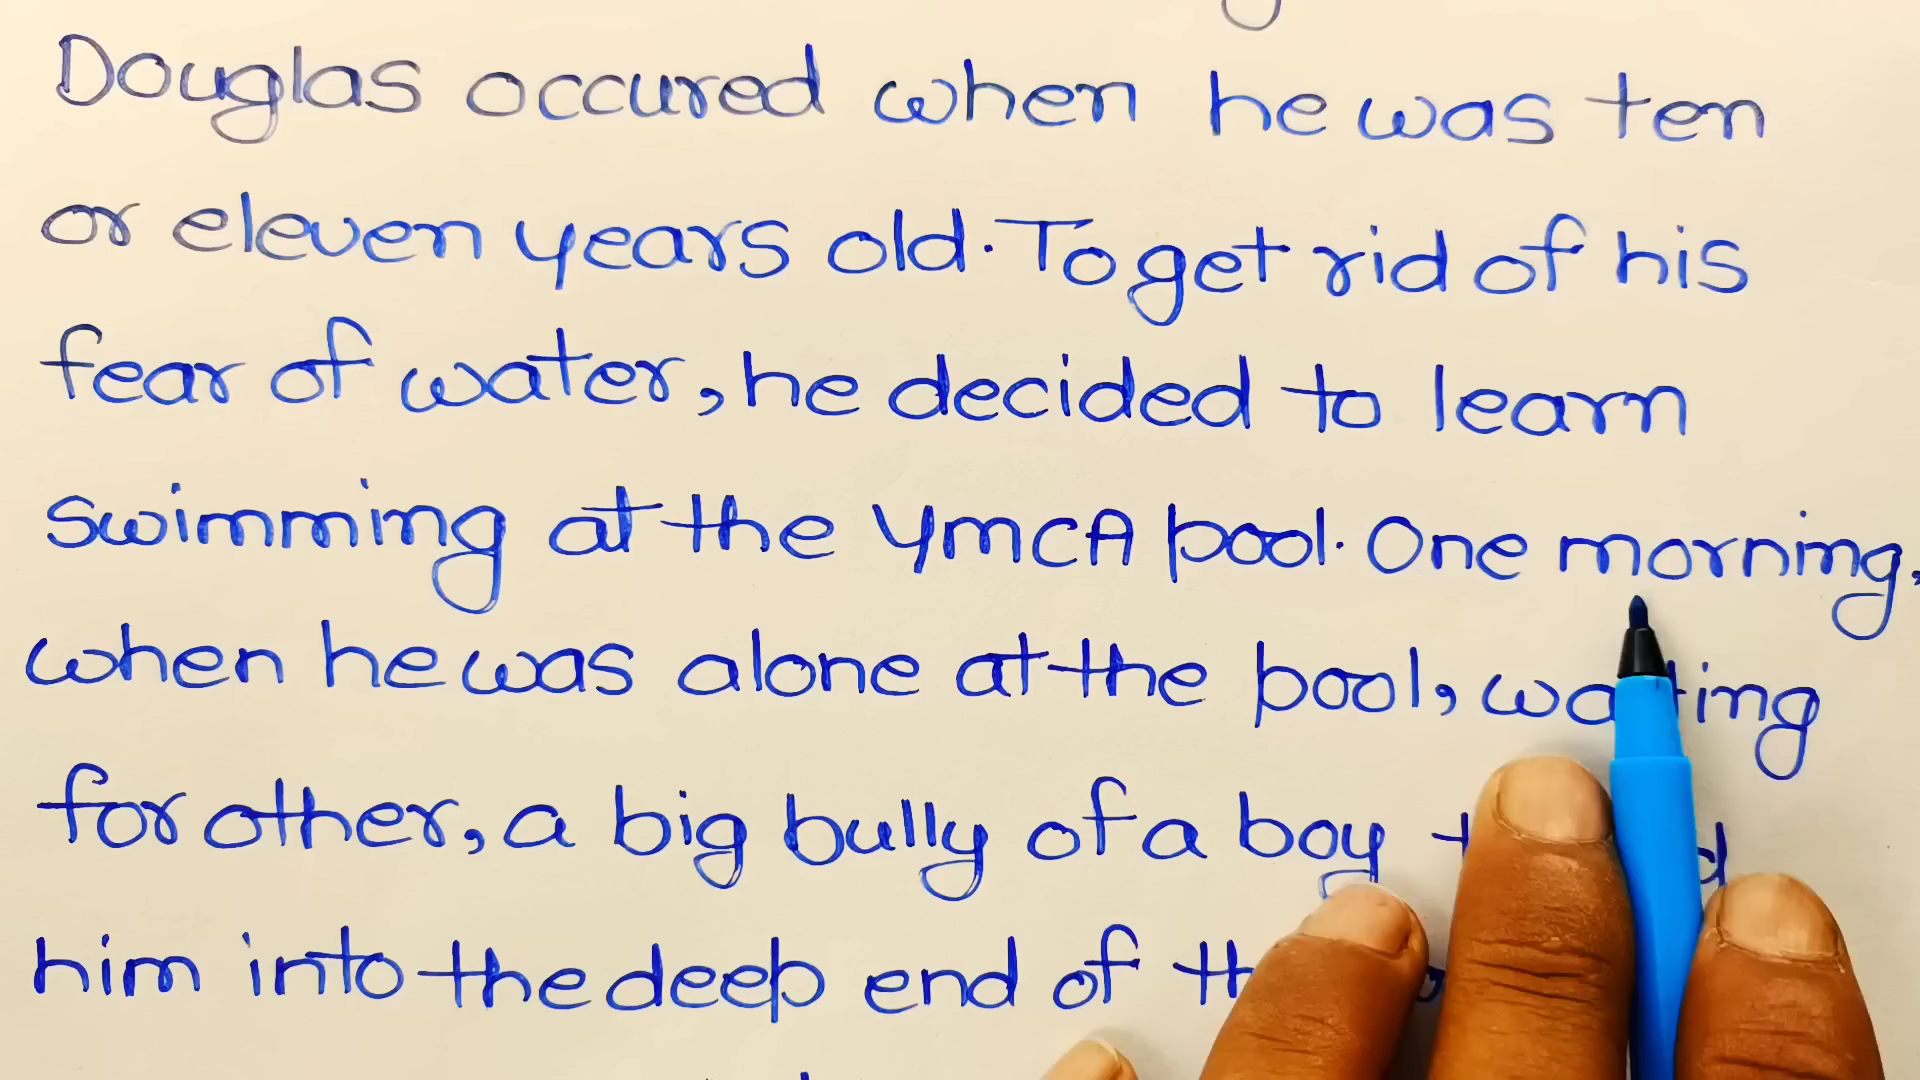 Douglas occured when he was ten
or eleven years old. To get rid of his
fear of water, he decided to learn
swimming at the YMCA pool. One morning,
when he was alone at the pool,
for other, a big bully of a boy
him into the deep end of